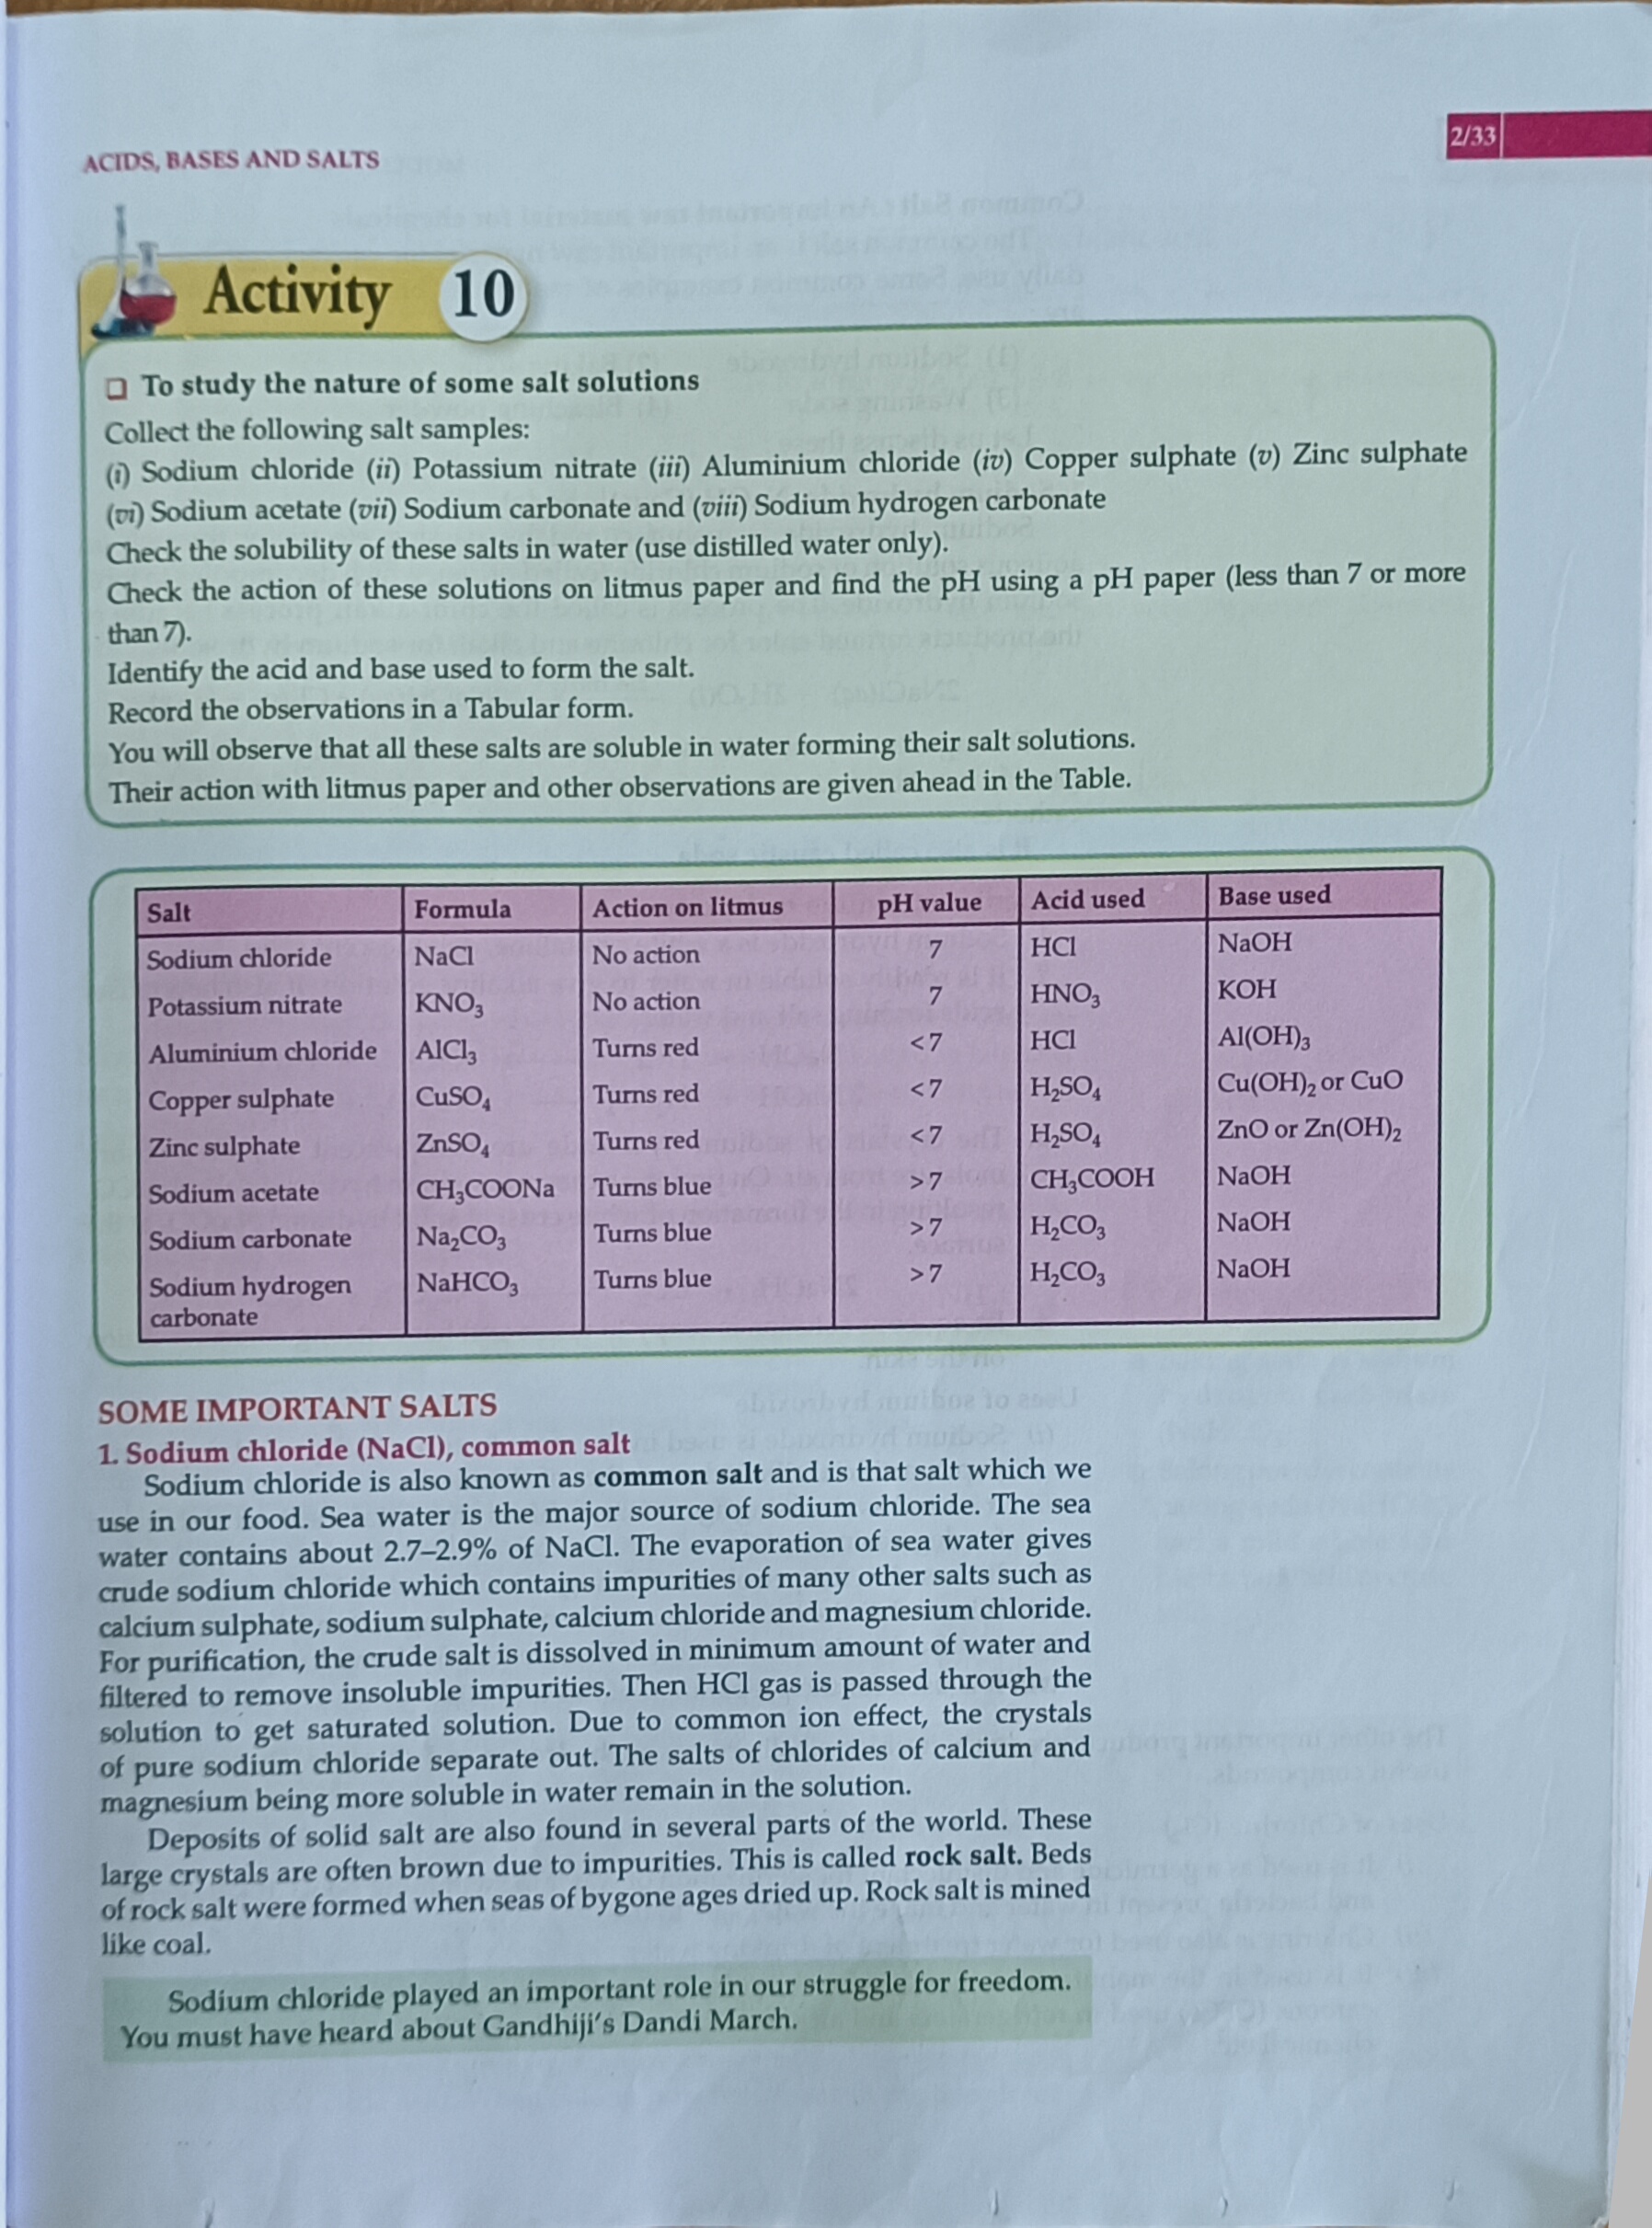 2/33
ACIDS, BASES AND SALTS
Activity 10
❑ To study the nature of some salt solutions
Collect the following salt samples:
(i) Sodium chloride (ii) Potassium nitrate (iii) Aluminium chloride (iv) Copper sulphate (v) Zinc sulphate
(vi) Sodium acetate (vii) Sodium carbonate and (viii) Sodium hydrogen carbonate
Check the solubility of these salts in water (use distilled water only).
Check the action of these solutions on litmus paper and find the pH using a pH paper (less than 7 or more
than 7).
Identify the acid and base used to form the salt.
Record the observations in a Tabular form.
You will observe that all these salts are soluble in water forming their salt solutions.
Their action with litmus paper and other observations are given ahead in the Table.
Salt Formula Action on litmus pH value Acid used Base used
Sodium chloride NaCl No action 7 HCl NaOH
Potassium nitrate KNO₃ No action 7 HNO₃ KOH
Aluminium chloride AlCl₃ Turns red <7 HCl Al(OH)₃
Copper sulphate CuSO₄ Turns red <7 H₂SO₄ Cu(OH)₂ or CuO
Zinc sulphate ZnSO₄ Turns red <7 H₂SO₄ ZnO or Zn(OH)₂
Sodium acetate CH₃COONa Turns blue >7 CH₃COOH NaOH
Sodium carbonate Na₂CO₃ Turns blue >7 H₂CO₃ NaOH
Sodium hydrogen NaHCO₃ Turns blue >7 H₂CO₃ NaOH
carbonate
SOME IMPORTANT SALTS
1. Sodium chloride (NaCl), common salt
Sodium chloride is also known as common salt and is that salt which we
use in our food. Sea water is the major source of sodium chloride. The sea
water contains about 2.7–2.9% of NaCl. The evaporation of sea water gives
crude sodium chloride which contains impurities of many other salts such as
calcium sulphate, sodium sulphate, calcium chloride and magnesium chloride.
For purification, the crude salt is dissolved in minimum amount of water and
filtered to remove insoluble impurities. Then HCl gas is passed through the
solution to get saturated solution. Due to common ion effect, the crystals
of pure sodium chloride separate out. The salts of chlorides of calcium and
magnesium being more soluble in water remain in the solution.
Deposits of solid salt are also found in several parts of the world. These
large crystals are often brown due to impurities. This is called rock salt. Beds
of rock salt were formed when seas of bygone ages dried up. Rock salt is mined
like coal.
Sodium chloride played an important role in our struggle for freedom.
You must have heard about Gandhiji's Dandi March.